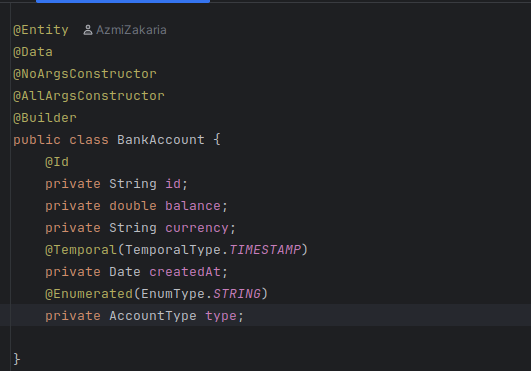 @Entity AzmiZakaria
@Data
@NoArgsConstructor
@AllArgsConstructor
@Builder
public class BankAccount {
    @Id
    private String id;
    private double balance;
    private String currency;
    @Temporal(TemporalType.TIMESTAMP)
    private Date createdAt;
    @Enumerated(EnumType.STRING)
    private AccountType type;
}